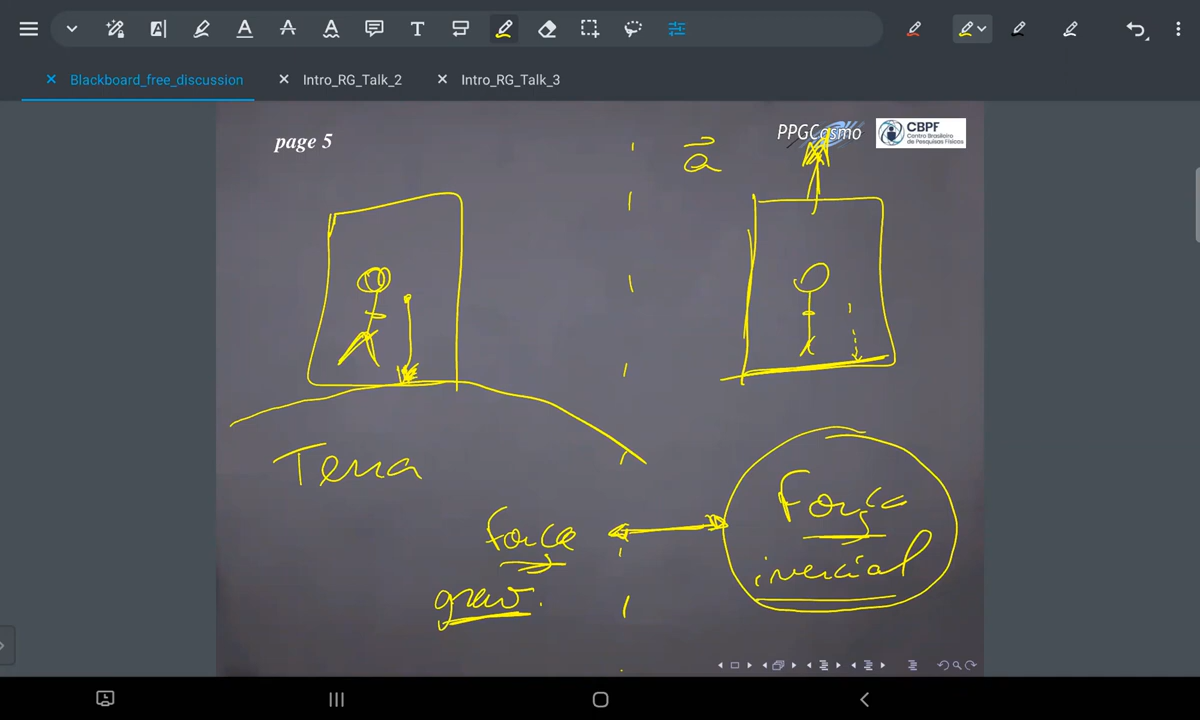 Blackboard_free_discussion
Intro_RG_Talk_2
Intro_RG_Talk_3
page 5
PPGCosmo
CBPF
Centro Brasileiro
de Pesquisas Físicas
a
Terra
força
grav.
Força
inercial